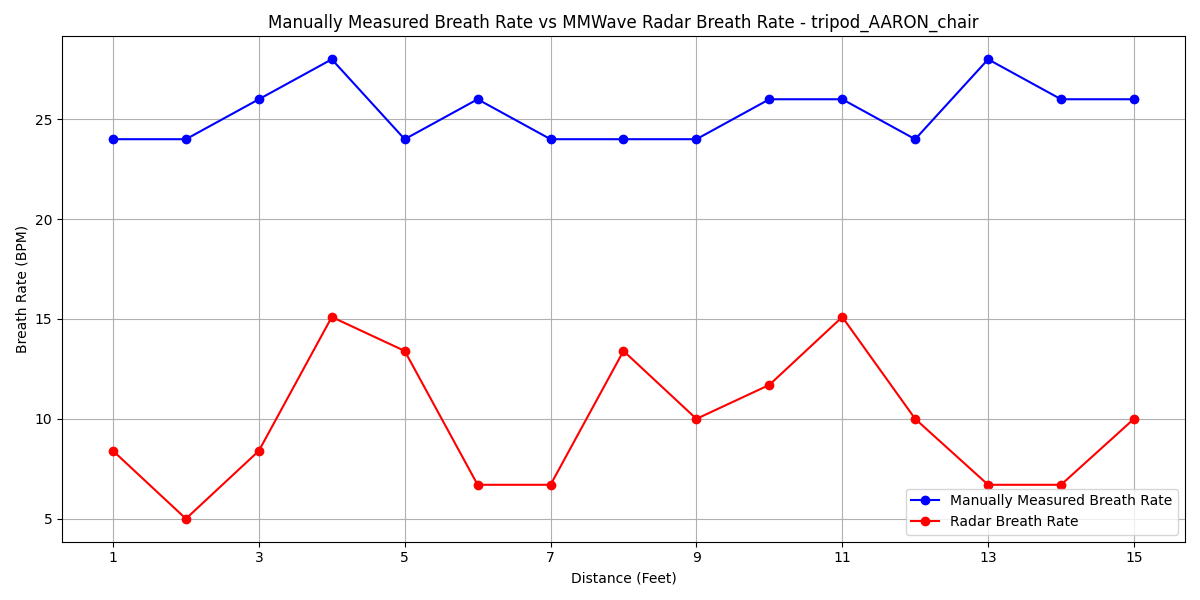 Manually Measured Breath Rate vs MMWave Radar Breath Rate - tripod_AARON_chair
Breath Rate (BPM)
25
20
15
10
5
1 3 5 7 9 11 13 15
Distance (Feet)
Manually Measured Breath Rate
Radar Breath Rate